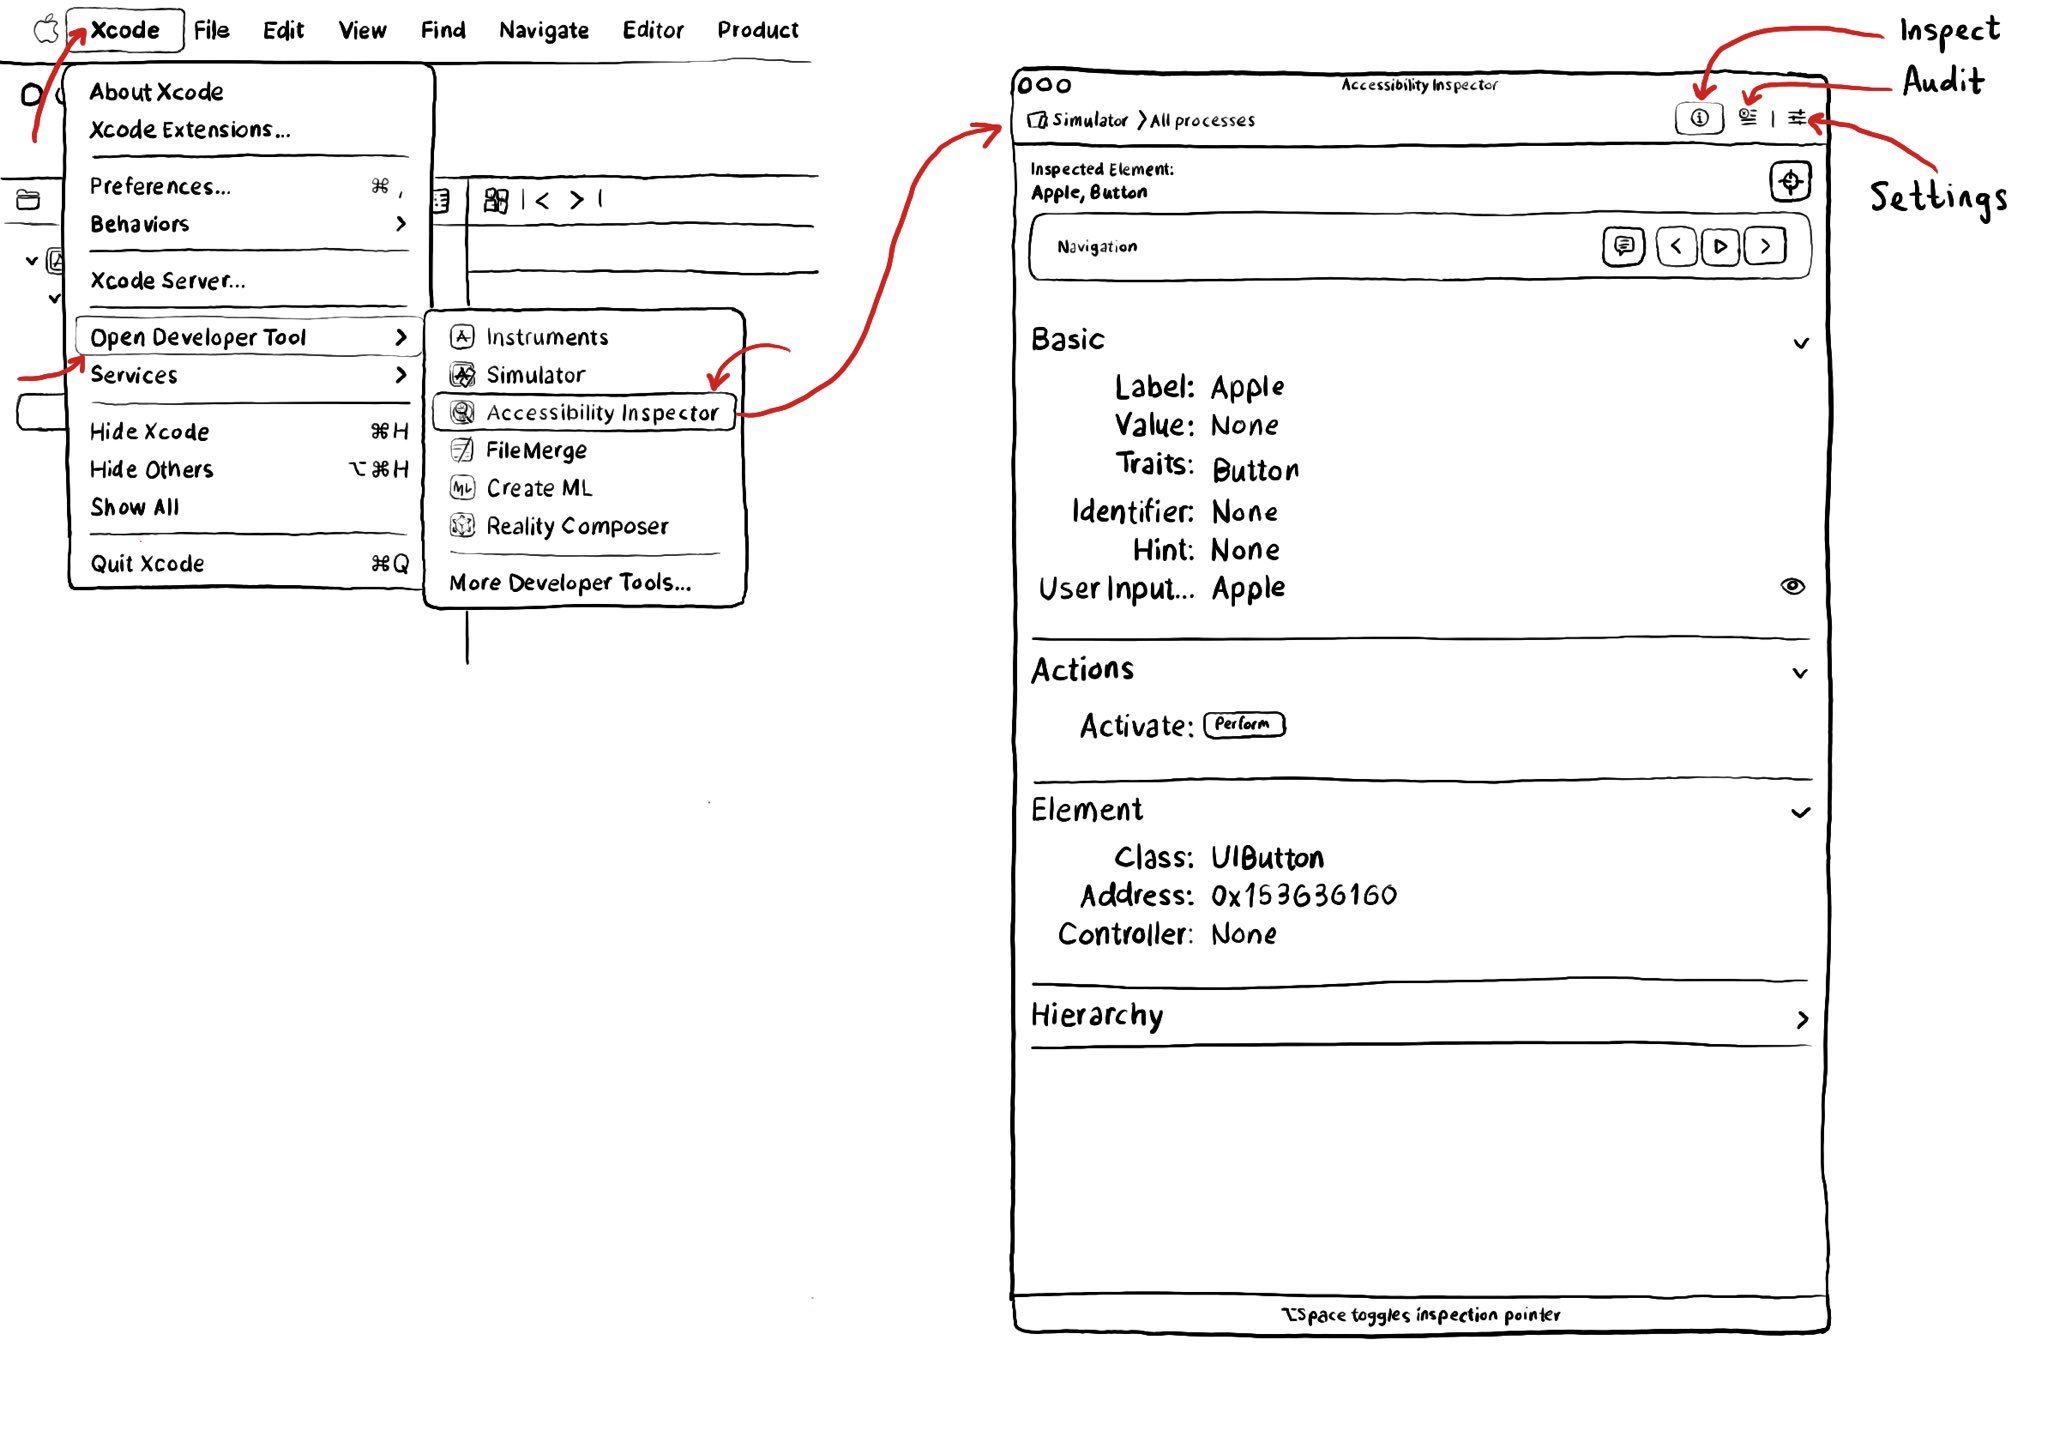 Xcode File Edit View Find Navigate Editor Product
About Xcode
Xcode Extensions...
Preferences... ⌘ ,
Behaviors >
Xcode Server...
Open Developer Tool >
Services >
Hide Xcode ⌘H
Hide Others ⌥⌘H
Show All
Quit Xcode ⌘Q
Instruments
Simulator
Accessibility Inspector
FileMerge
ML Create ML
Reality Composer
More Developer Tools...
Inspect
Audit
Settings
Accessibility Inspector
Simulator >All processes
Inspected Element:
Apple, Button
Navigation
Basic
Label: Apple
Value: None
Traits: Button
Identifier: None
Hint: None
User Input... Apple
Actions
Activate: Perform
Element
Class: UIButton
Address: 0x153636160
Controller: None
Hierarchy
⌥Space toggles inspection pointer